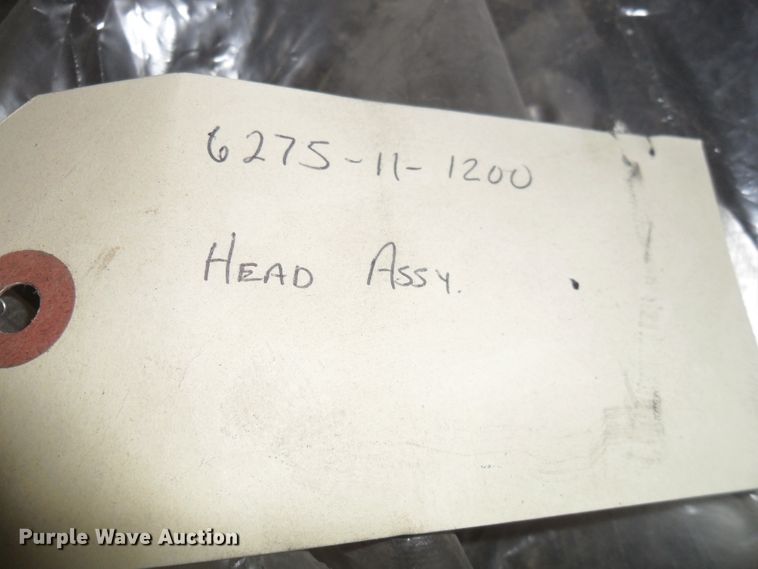 6275-11-1200
HEAD ASSY.
Purple Wave Auction